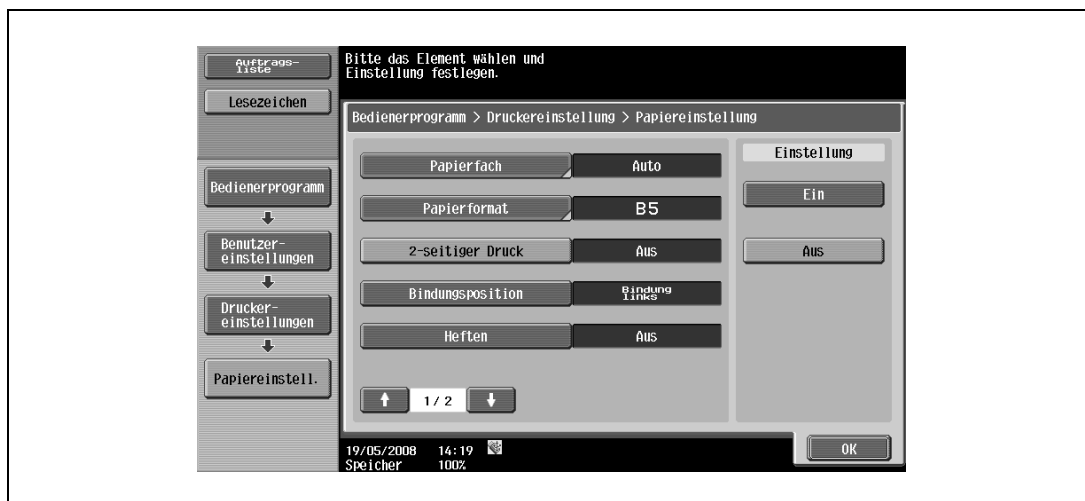 Auftrags-
liste
Lesezeichen
Bedienerprogramm
Benutzer-
einstellungen
Drucker-
einstellungen
Papiereinstell.
Bitte das Element wählen und
Einstellung festlegen.
Bedienerprogramm > Druckereinstellung > Papiereinstellung
Papierfach Auto
Papierformat B5
2-seitiger Druck Aus
Bindungsposition Bindung
links
Heften Aus
1/ 2
Einstellung
Ein
Aus
19/05/2008 14:19
Speicher 100%
OK